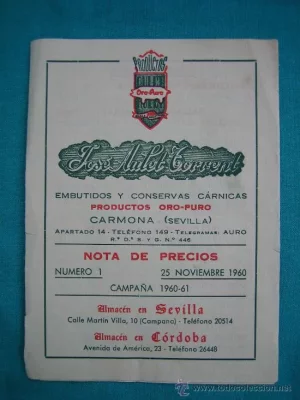 PRODUCTOS
Oro-Puro
José Malet Torrent
EMBUTIDOS Y CONSERVAS CÁRNICAS
PRODUCTOS ORO-PURO
CARMONA (SEVILLA)
APARTADO 14 - TELÉFONO 149 - TELEGRAMAS: AURO
R.º D.º S. Y G. N.º 446
NOTA DE PRECIOS
NUMERO 1 25 NOVIEMBRE 1960
CAMPAÑA 1960-61
Almacén en Sevilla
Calle Martín Villa, 10 (Campana) - Teléfono 20514
Almacén en Córdoba
Avenida de América, 23 - Teléfono 26448
todocoleccion.net